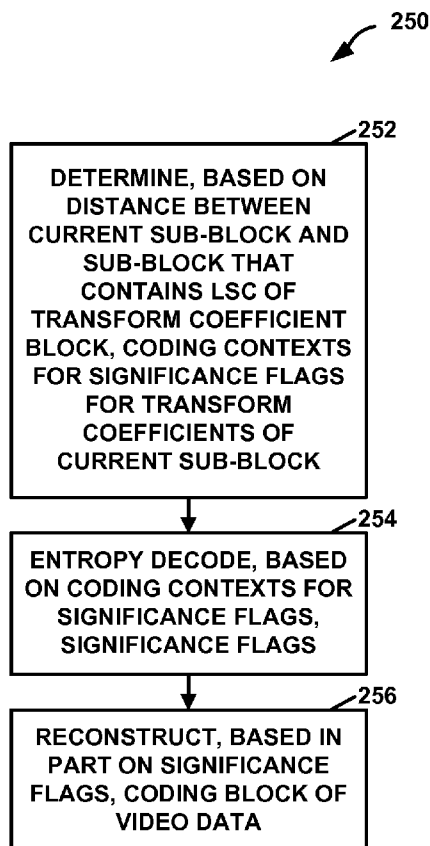 250
252
DETERMINE, BASED ON
DISTANCE BETWEEN
CURRENT SUB-BLOCK AND
SUB-BLOCK THAT
CONTAINS LSC OF
TRANSFORM COEFFICIENT
BLOCK, CODING CONTEXTS
FOR SIGNIFICANCE FLAGS
FOR TRANSFORM
COEFFICIENTS OF
CURRENT SUB-BLOCK
254
ENTROPY DECODE, BASED
ON CODING CONTEXTS FOR
SIGNIFICANCE FLAGS,
SIGNIFICANCE FLAGS
256
RECONSTRUCT, BASED IN
PART ON SIGNIFICANCE
FLAGS, CODING BLOCK OF
VIDEO DATA